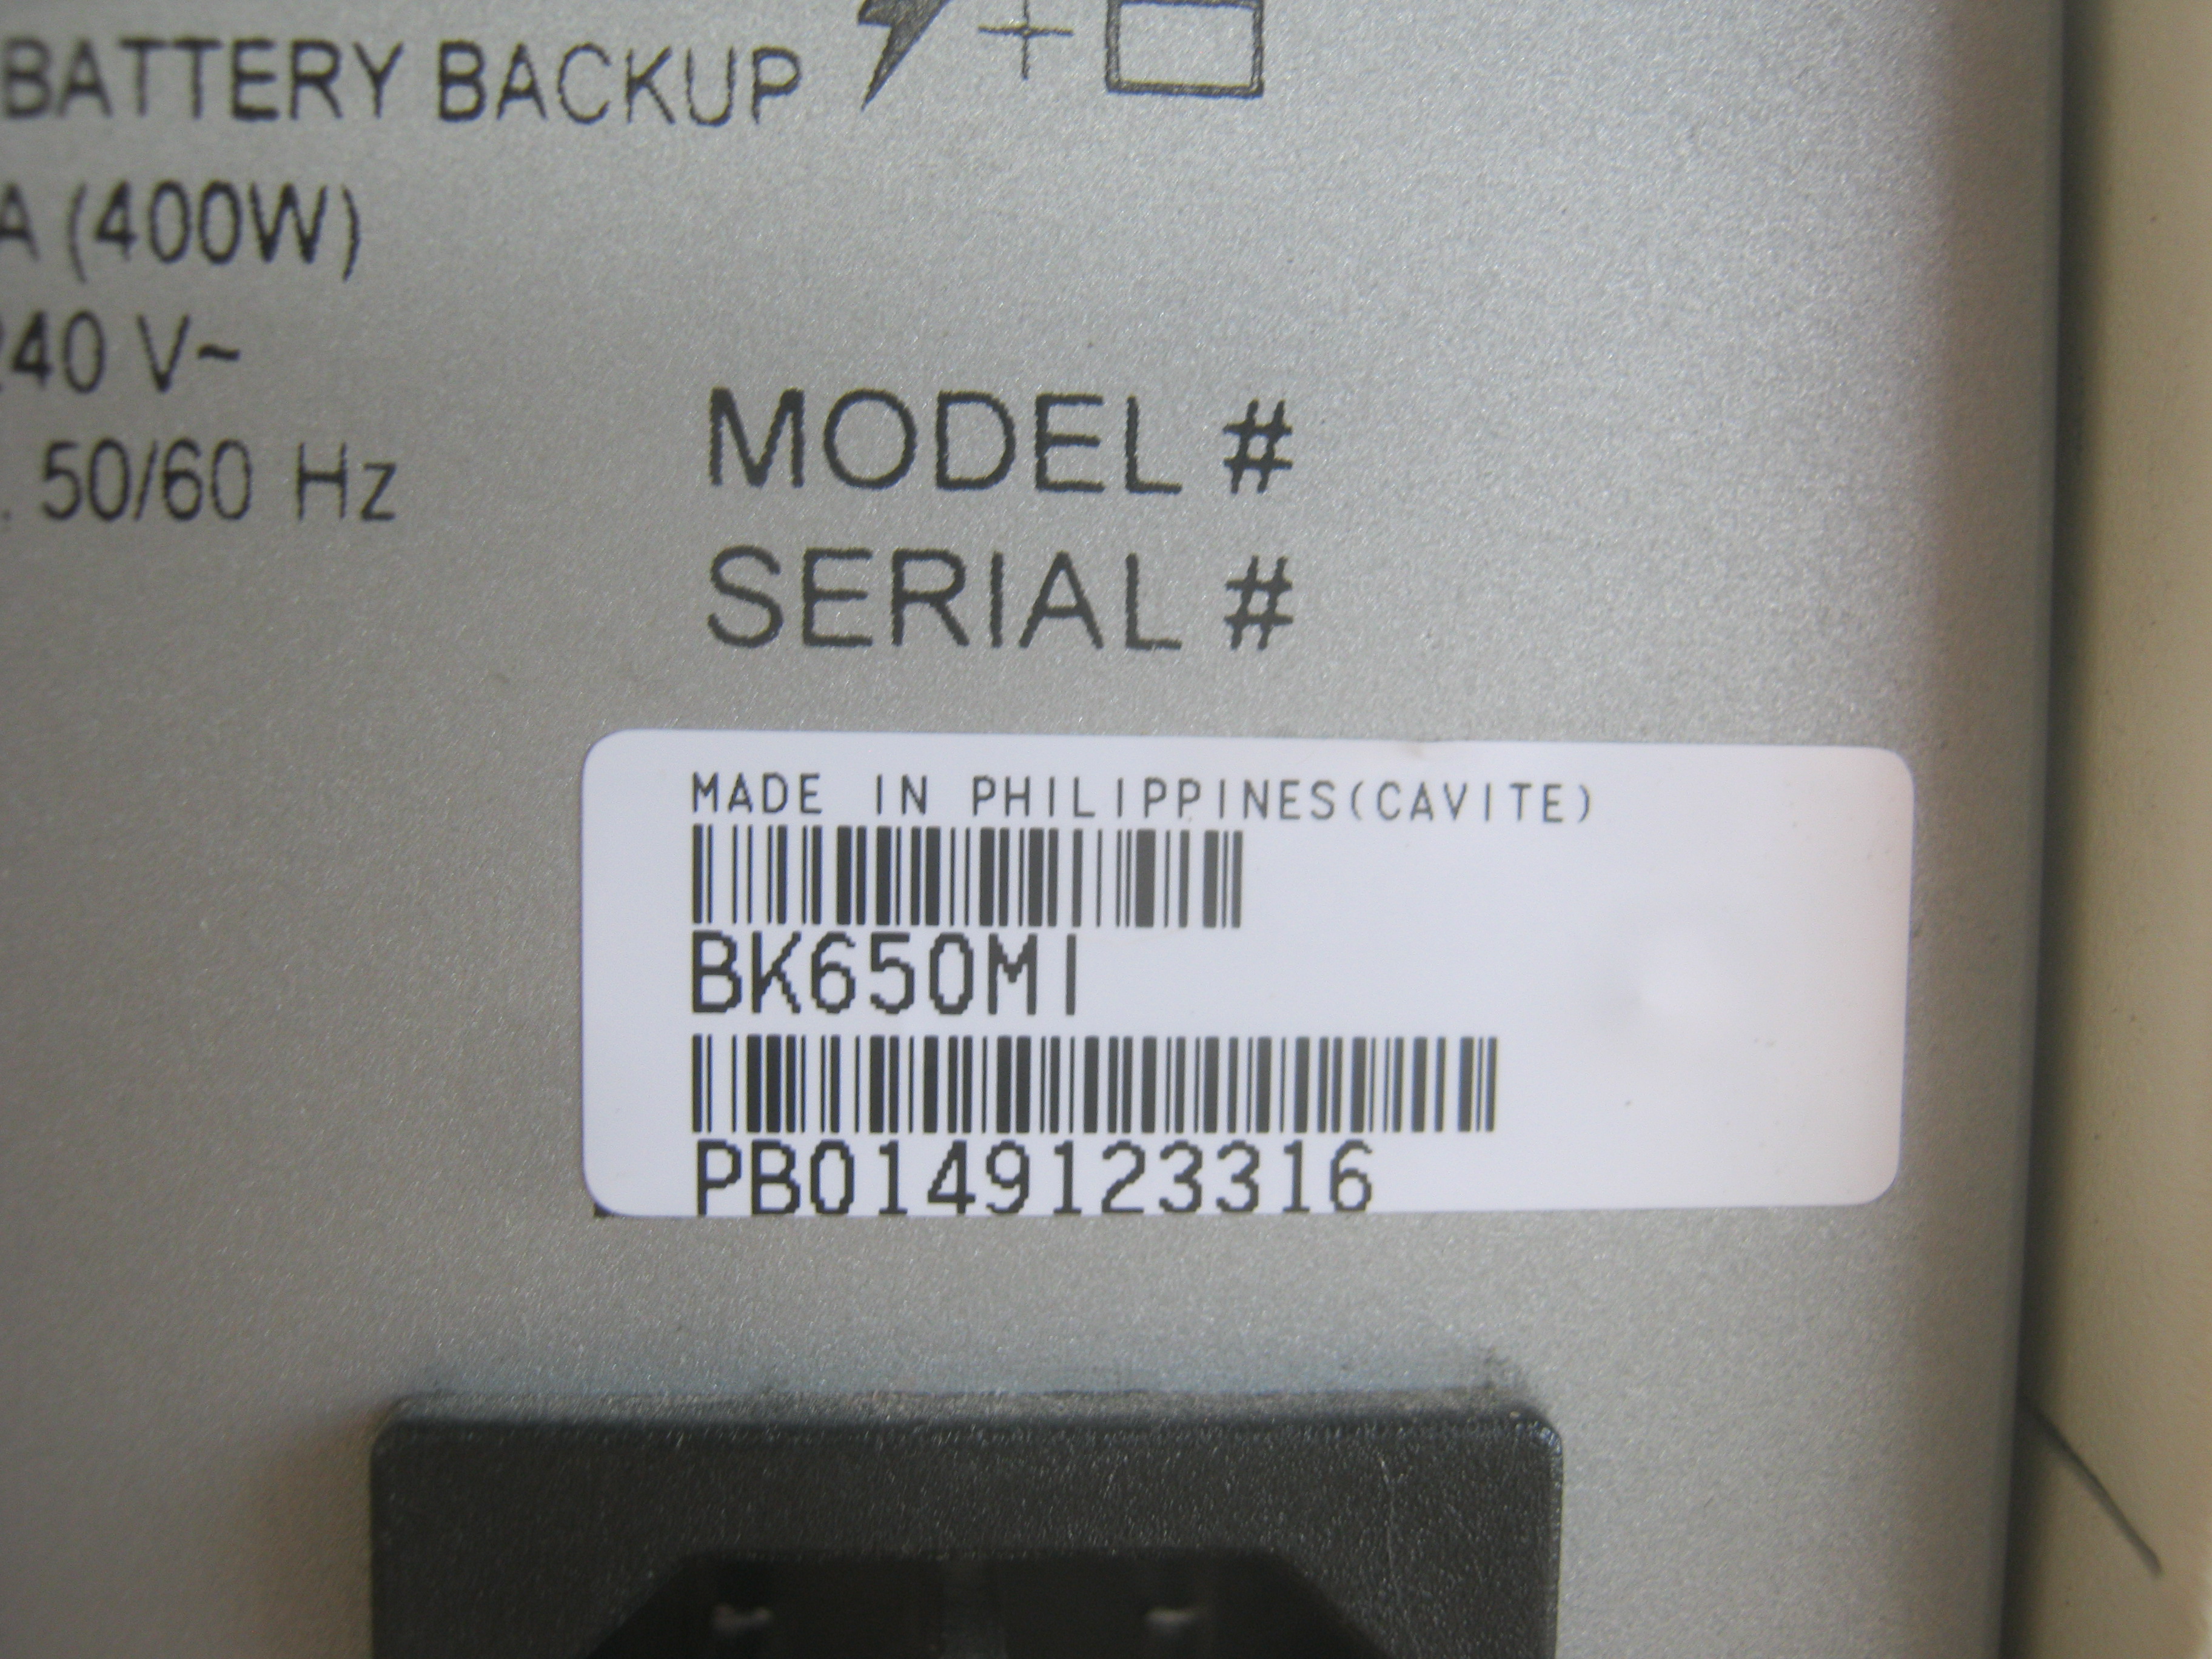 BATTERY BACKUP
A (400W)
240 V~
. 50/60 Hz
MODEL #
SERIAL #
MADE IN PHILIPPINES(CAVITE)
BK650MI
PB0149123316